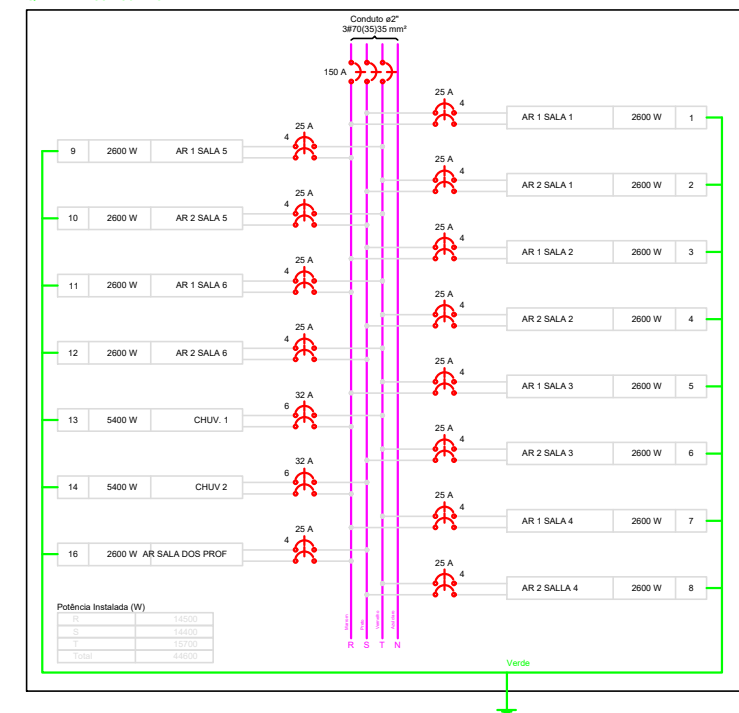 Conduto ø2"
3#70(35)35 mm²
150 A
25 A
4
AR 1 SALA 1 2600 W 1
25 A
4
9 2600 W AR 1 SALA 5
25 A
4
AR 2 SALA 1 2600 W 2
25 A
4
10 2600 W AR 2 SALA 5
25 A
4
AR 1 SALA 2 2600 W 3
25 A
4
11 2600 W AR 1 SALA 6
25 A
4
AR 2 SALA 2 2600 W 4
25 A
4
12 2600 W AR 2 SALA 6
25 A
4
AR 1 SALA 3 2600 W 5
32 A
6
13 5400 W CHUV. 1
25 A
4
AR 2 SALA 3 2600 W 6
32 A
6
14 5400 W CHUV 2
25 A
4
AR 1 SALA 4 2600 W 7
25 A
4
16 2600 W AR SALA DOS PROF
25 A
4
AR 2 SALLA 4 2600 W 8
Potência Instalada (W)
R 14500
S 14400
T 15700
Total 44600
R S T N
Verde